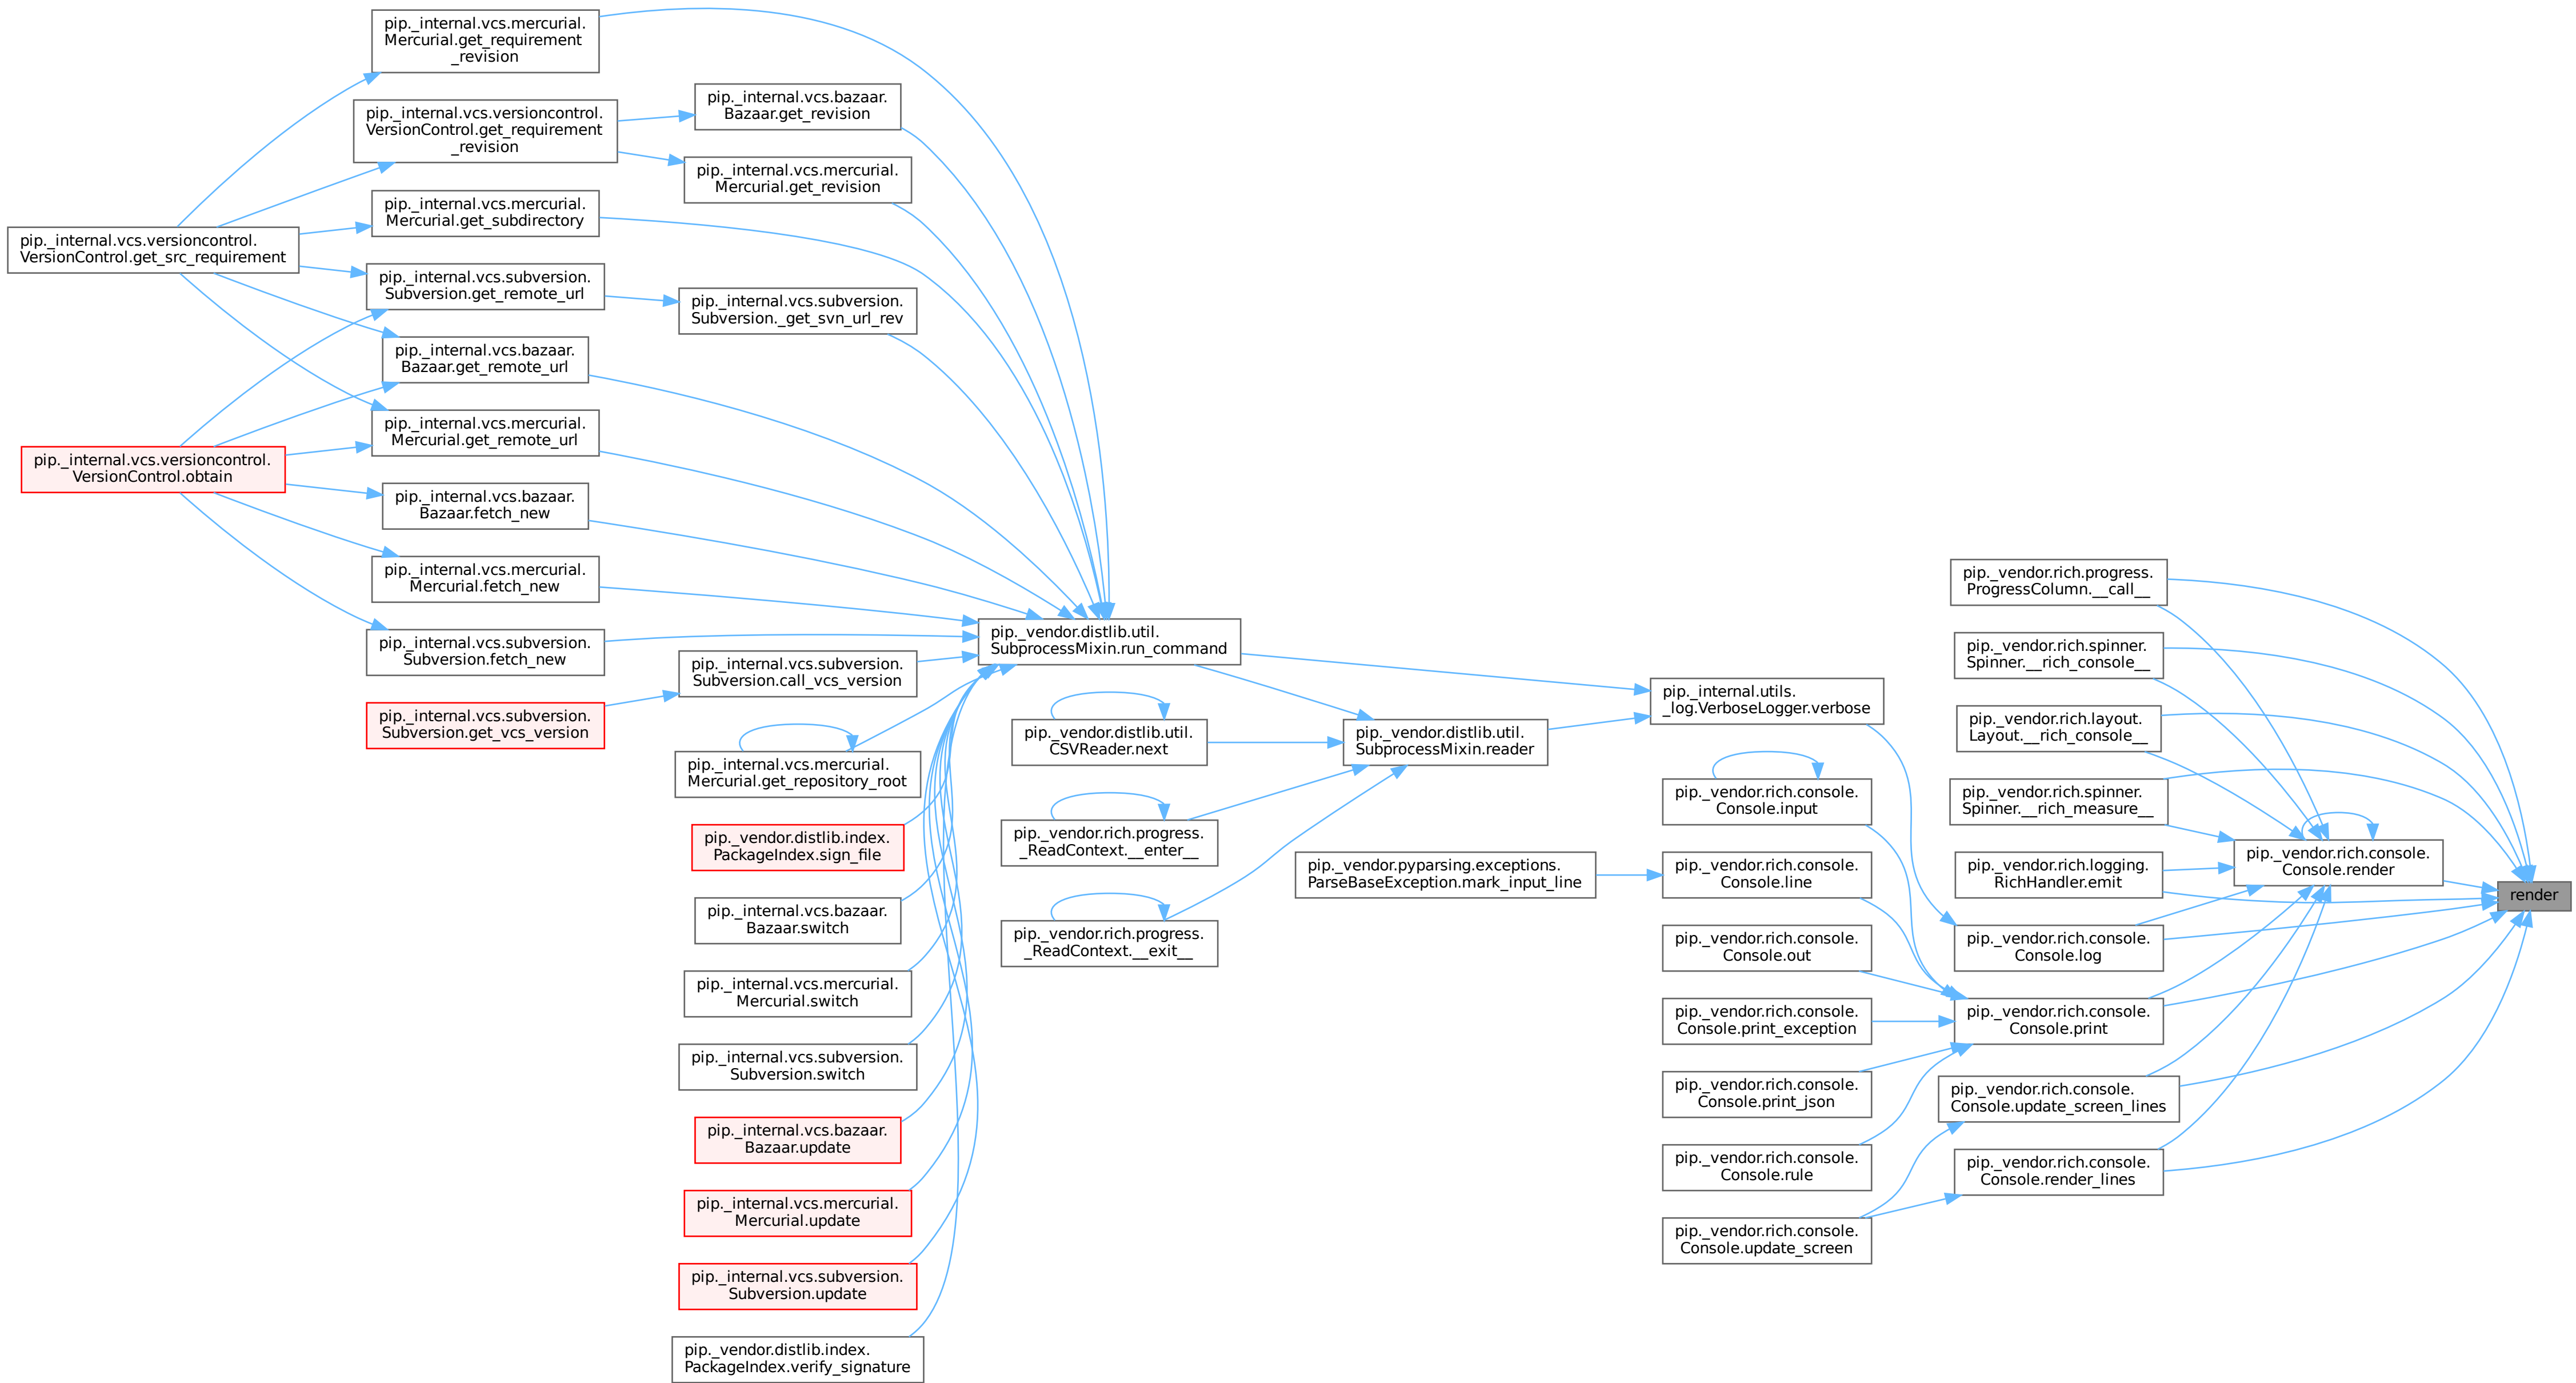 pip._internal.vcs.mercurial.
Mercurial.get_requirement
_revision
pip._internal.vcs.versioncontrol.
VersionControl.get_requirement
_revision
pip._internal.vcs.mercurial.
Mercurial.get_subdirectory
pip._internal.vcs.versioncontrol.
VersionControl.get_src_requirement
pip._internal.vcs.subversion.
Subversion.get_remote_url
pip._internal.vcs.bazaar.
Bazaar.get_remote_url
pip._internal.vcs.mercurial.
Mercurial.get_remote_url
pip._internal.vcs.versioncontrol.
VersionControl.obtain
pip._internal.vcs.bazaar.
Bazaar.fetch_new
pip._internal.vcs.mercurial.
Mercurial.fetch_new
pip._internal.vcs.subversion.
Subversion.fetch_new
pip._internal.vcs.subversion.
Subversion.get_vcs_version
pip._internal.vcs.bazaar.
Bazaar.get_revision
pip._internal.vcs.mercurial.
Mercurial.get_revision
pip._internal.vcs.subversion.
Subversion._get_svn_url_rev
pip._internal.vcs.subversion.
Subversion.call_vcs_version
pip._internal.vcs.mercurial.
Mercurial.get_repository_root
pip._vendor.distlib.index.
PackageIndex.sign_file
pip._internal.vcs.bazaar.
Bazaar.switch
pip._internal.vcs.mercurial.
Mercurial.switch
pip._internal.vcs.subversion.
Subversion.switch
pip._internal.vcs.bazaar.
Bazaar.update
pip._internal.vcs.mercurial.
Mercurial.update
pip._internal.vcs.subversion.
Subversion.update
pip._vendor.distlib.index.
PackageIndex.verify_signature
pip._vendor.distlib.util.
SubprocessMixin.run_command
pip._vendor.distlib.util.
CSVReader.next
pip._vendor.rich.progress.
_ReadContext.__enter__
pip._vendor.rich.progress.
_ReadContext.__exit__
pip._vendor.distlib.util.
SubprocessMixin.reader
pip._vendor.pyparsing.exceptions.
ParseBaseException.mark_input_line
pip._internal.utils.
_log.VerboseLogger.verbose
pip._vendor.rich.console.
Console.input
pip._vendor.rich.console.
Console.line
pip._vendor.rich.console.
Console.out
pip._vendor.rich.console.
Console.print_exception
pip._vendor.rich.console.
Console.print_json
pip._vendor.rich.console.
Console.rule
pip._vendor.rich.console.
Console.update_screen
pip._vendor.rich.progress.
ProgressColumn.__call__
pip._vendor.rich.spinner.
Spinner.__rich_console__
pip._vendor.rich.layout.
Layout.__rich_console__
pip._vendor.rich.spinner.
Spinner.__rich_measure__
pip._vendor.rich.logging.
RichHandler.emit
pip._vendor.rich.console.
Console.log
pip._vendor.rich.console.
Console.print
pip._vendor.rich.console.
Console.update_screen_lines
pip._vendor.rich.console.
Console.render_lines
pip._vendor.rich.console.
Console.render
render